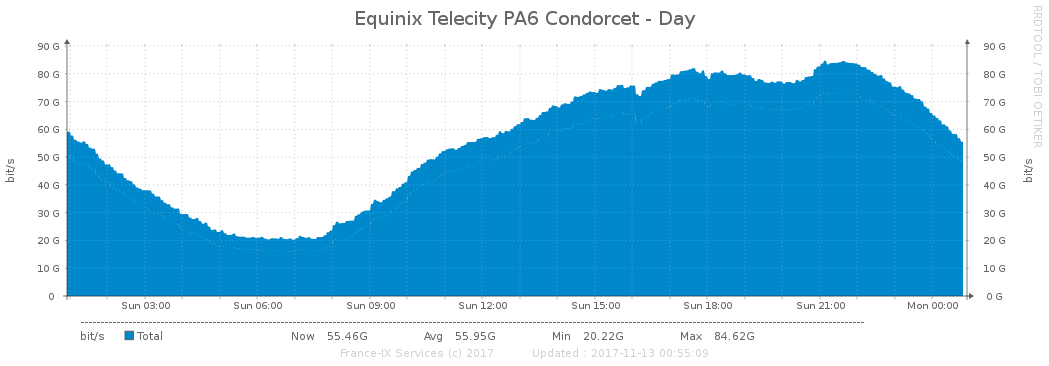 Equinix Telecity PA6 Condorcet - Day
RRDTOOL / TOBI OETIKER
bit/s
90 G
80 G
70 G
60 G
50 G
40 G
30 G
20 G
10 G
0
90 G
80 G
70 G
60 G
50 G
40 G
30 G
20 G
10 G
0 G
bit/s
Sun 03:00 Sun 06:00 Sun 09:00 Sun 12:00 Sun 15:00 Sun 18:00 Sun 21:00 Mon 00:00
bit/s Total Now 55.46G Avg 55.95G Min 20.22G Max 84.62G
France-IX Services (c) 2017 Updated : 2017-11-13 00:55:09